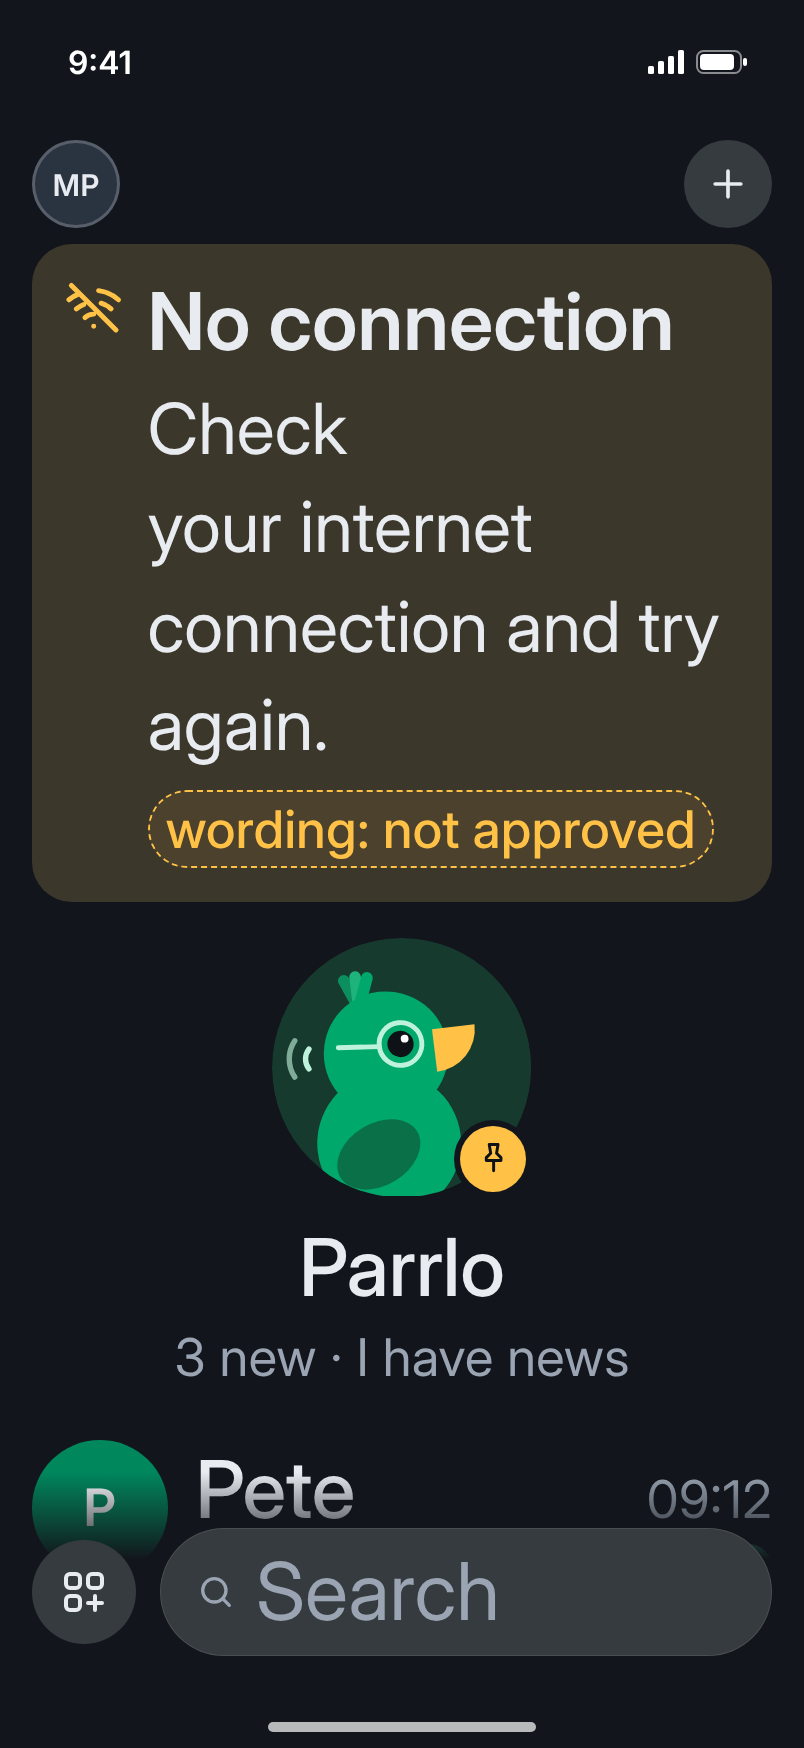 9:41
MP
No connection
Check
your internet
connection and try
again.
wording: not approved
Parrlo
3 new · I have news
P
Pete
09:12
Search